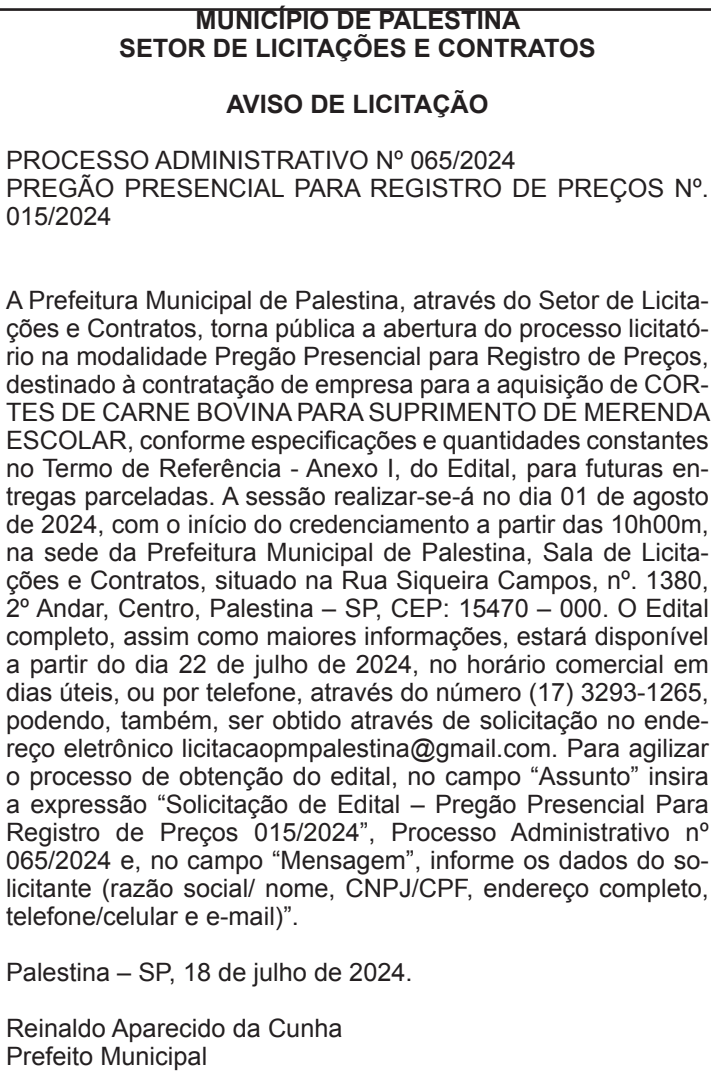 MUNICÍPIO DE PALESTINA
SETOR DE LICITAÇÕES E CONTRATOS
AVISO DE LICITAÇÃO
PROCESSO ADMINISTRATIVO Nº 065/2024
PREGÃO PRESENCIAL PARA REGISTRO DE PREÇOS Nº.
015/2024
A Prefeitura Municipal de Palestina, através do Setor de Licita-
ções e Contratos, torna pública a abertura do processo licitató-
rio na modalidade Pregão Presencial para Registro de Preços,
destinado à contratação de empresa para a aquisição de COR-
TES DE CARNE BOVINA PARA SUPRIMENTO DE MERENDA
ESCOLAR, conforme especificações e quantidades constantes
no Termo de Referência - Anexo I, do Edital, para futuras en-
tregas parceladas. A sessão realizar-se-á no dia 01 de agosto
de 2024, com o início do credenciamento a partir das 10h00m,
na sede da Prefeitura Municipal de Palestina, Sala de Licita-
ções e Contratos, situado na Rua Siqueira Campos, nº. 1380,
2º Andar, Centro, Palestina – SP, CEP: 15470 – 000. O Edital
completo, assim como maiores informações, estará disponível
a partir do dia 22 de julho de 2024, no horário comercial em
dias úteis, ou por telefone, através do número (17) 3293-1265,
podendo, também, ser obtido através de solicitação no ende-
reço eletrônico licitacaopmpalestina@gmail.com. Para agilizar
o processo de obtenção do edital, no campo “Assunto” insira
a expressão “Solicitação de Edital – Pregão Presencial Para
Registro de Preços 015/2024”, Processo Administrativo nº
065/2024 e, no campo “Mensagem”, informe os dados do so-
licitante (razão social/ nome, CNPJ/CPF, endereço completo,
telefone/celular e e-mail)”.
Palestina – SP, 18 de julho de 2024.
Reinaldo Aparecido da Cunha
Prefeito Municipal